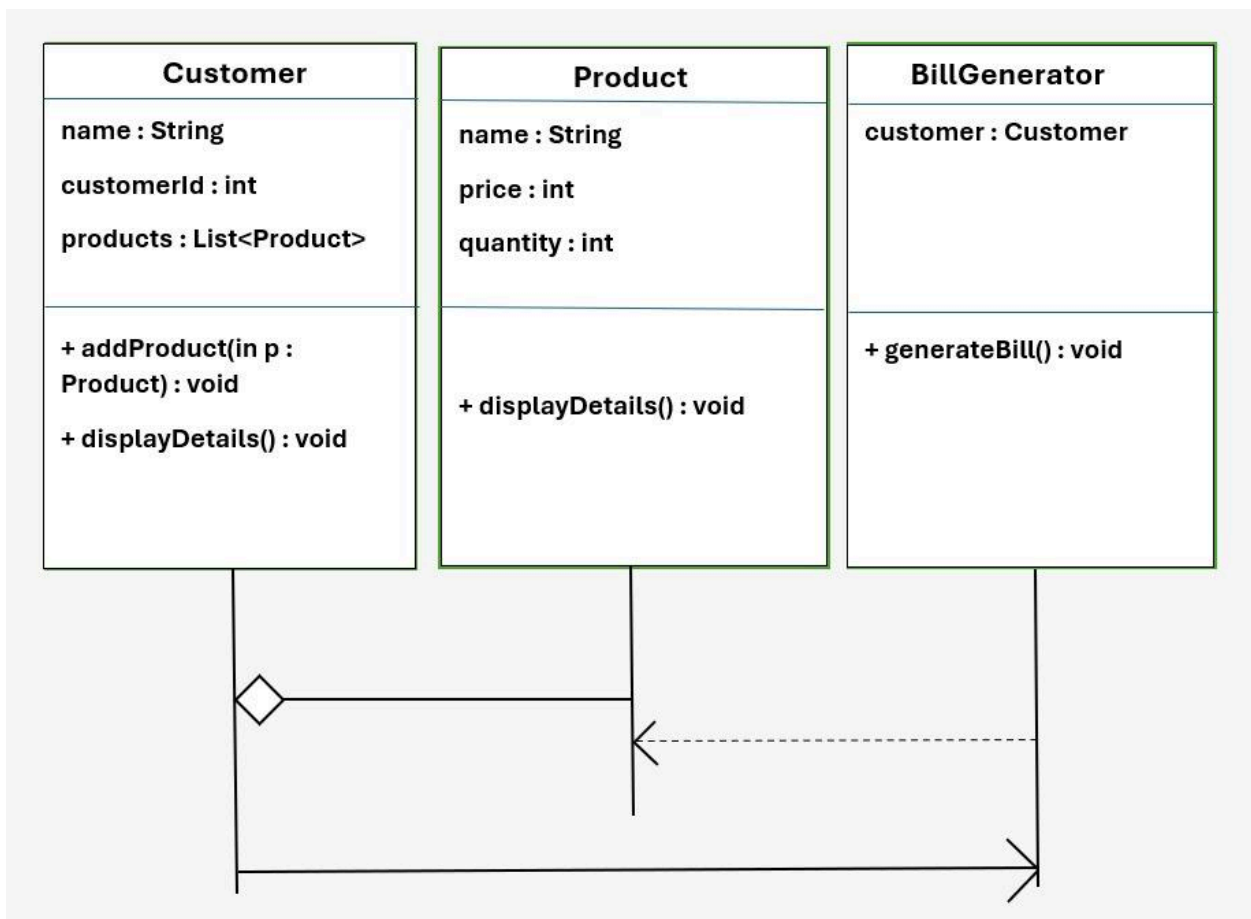 Customer
name : String
customerId : int
products : List<Product>
+ addProduct(in p :
Product) : void
+ displayDetails() : void
Product
name : String
price : int
quantity : int
+ displayDetails() : void
BillGenerator
customer : Customer
+ generateBill() : void